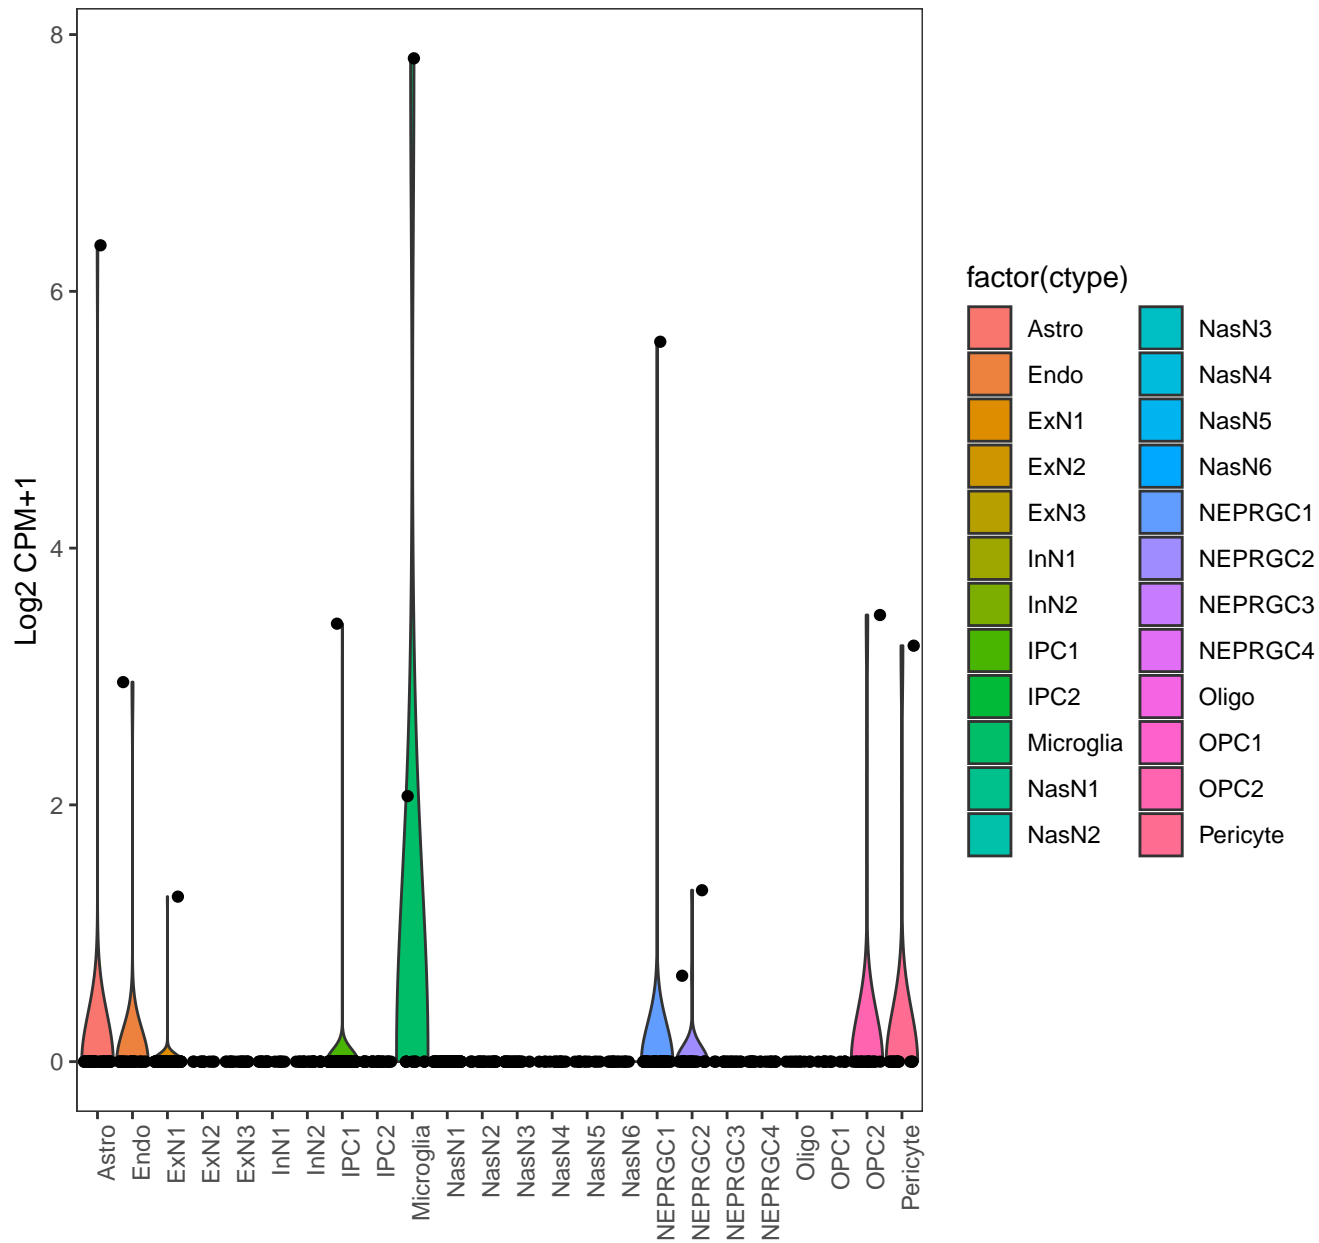 8
6
4
2
0
Log2 CPM+1
Astro
Endo
ExN1
ExN2
ExN3
InN1
InN2
IPC1
IPC2
Microglia
NasN1
NasN2
NasN3
NasN4
NasN5
NasN6
NEPRGC1
NEPRGC2
NEPRGC3
NEPRGC4
Oligo
OPC1
OPC2
Pericyte
factor(ctype)
Astro
Endo
ExN1
ExN2
ExN3
InN1
InN2
IPC1
IPC2
Microglia
NasN1
NasN2
NasN3
NasN4
NasN5
NasN6
NEPRGC1
NEPRGC2
NEPRGC3
NEPRGC4
Oligo
OPC1
OPC2
Pericyte